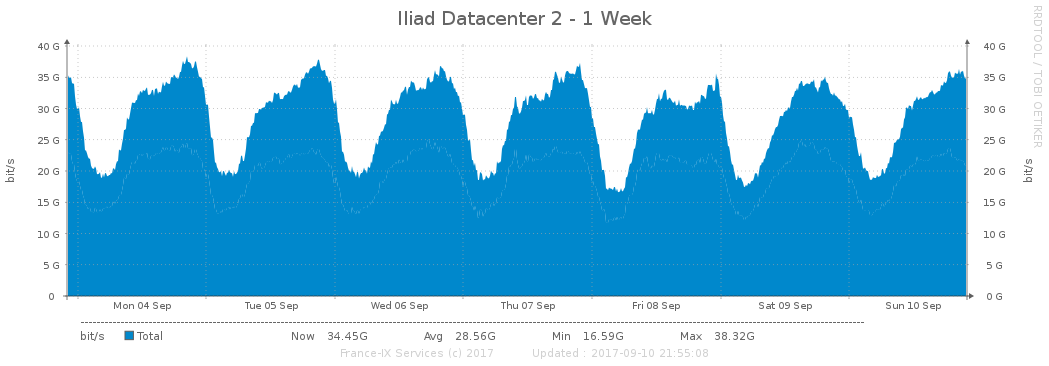 Iliad Datacenter 2 - 1 Week
RRDTOOL / TOBI OETIKER
40 G 40 G
35 G 35 G
30 G 30 G
25 G 25 G
20 G 20 G
15 G 15 G
10 G 10 G
5 G 5 G
0 0 G
bit/s bit/s
Mon 04 Sep Tue 05 Sep Wed 06 Sep Thu 07 Sep Fri 08 Sep Sat 09 Sep Sun 10 Sep
bit/s Total Now 34.45G Avg 28.56G Min 16.59G Max 38.32G
France-IX Services (c) 2017 Updated : 2017-09-10 21:55:08